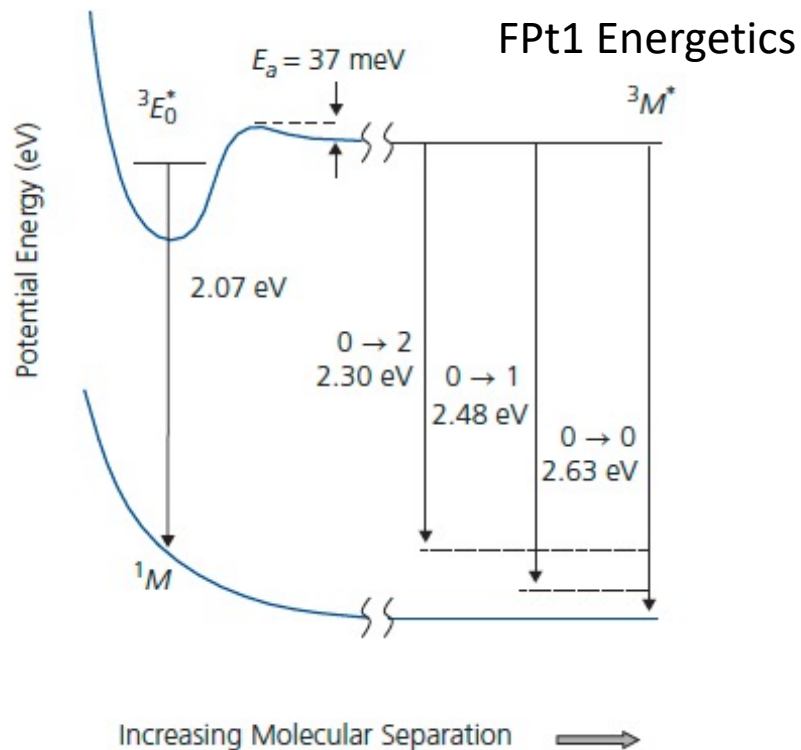 FPt1 Energetics
Eₐ = 37 meV
³E₀*
³M*
Potential Energy (eV)
2.07 eV
0 → 2
2.30 eV
0 → 1
2.48 eV
0 → 0
2.63 eV
¹M
Increasing Molecular Separation